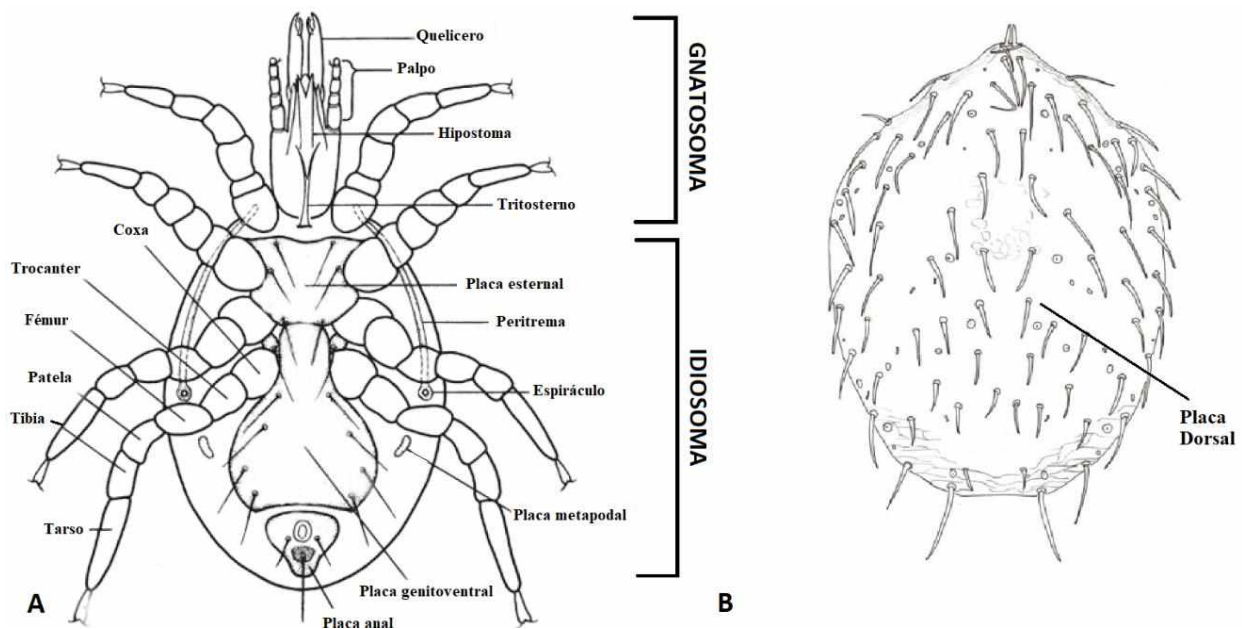 Quelicero
Palpo
Hipostoma
Tritosterno
Coxa
Trocanter
Placa esternal
Fémur
Peritrema
Patela
Espiráculo
Tibia
Placa metapodal
Tarso
Placa genitoventral
Placa anal
A
GNATOSOMA
IDIOSOMA
Placa
Dorsal
B